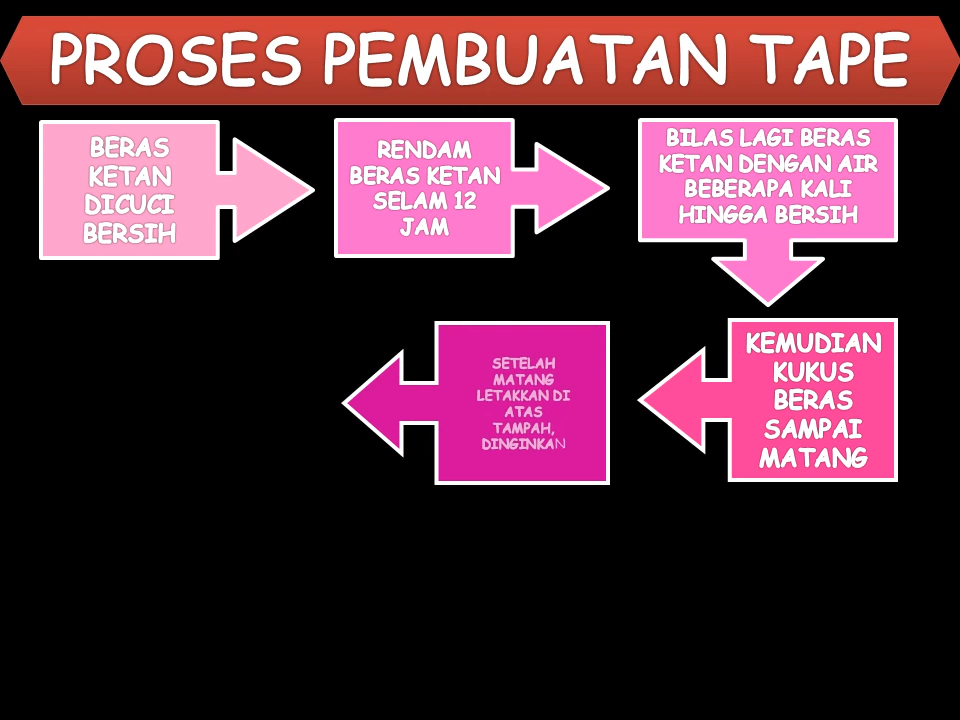 PROSES PEMBUATAN TAPE
BERAS
KETAN
DICUCI
BERSIH
RENDAM
BERAS KETAN
SELAM 12
JAM
BILAS LAGI BERAS
KETAN DENGAN AIR
BEBERAPA KALI
HINGGA BERSIH
KEMUDIAN
KUKUS
BERAS
SAMPAI
MATANG
SETELAH
MATANG
LETAKKAN DI
ATAS
TAMPAH,
DINGINKAN